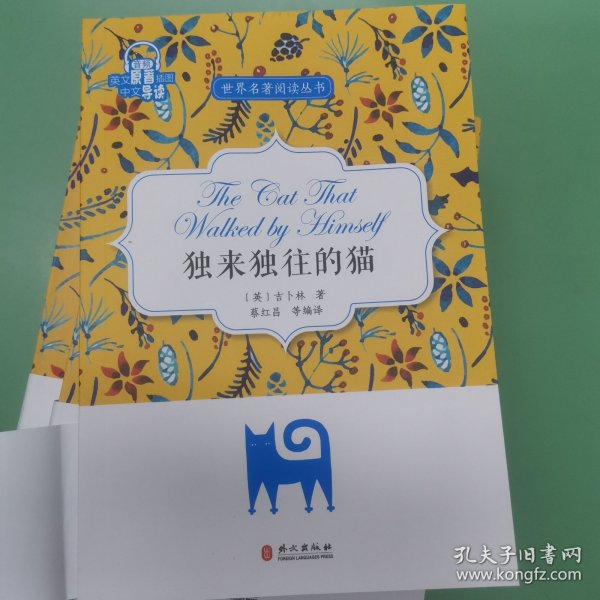 音频
英文原著插图
中文导读
世界名著阅读丛书
The Cat That
Walked by Himself
独来独往的猫
〔英〕吉卜林 著
蔡红昌 等编译
外文出版社
FOREIGN LANGUAGES PRESS
孔夫子旧书网
www.kongfz.com